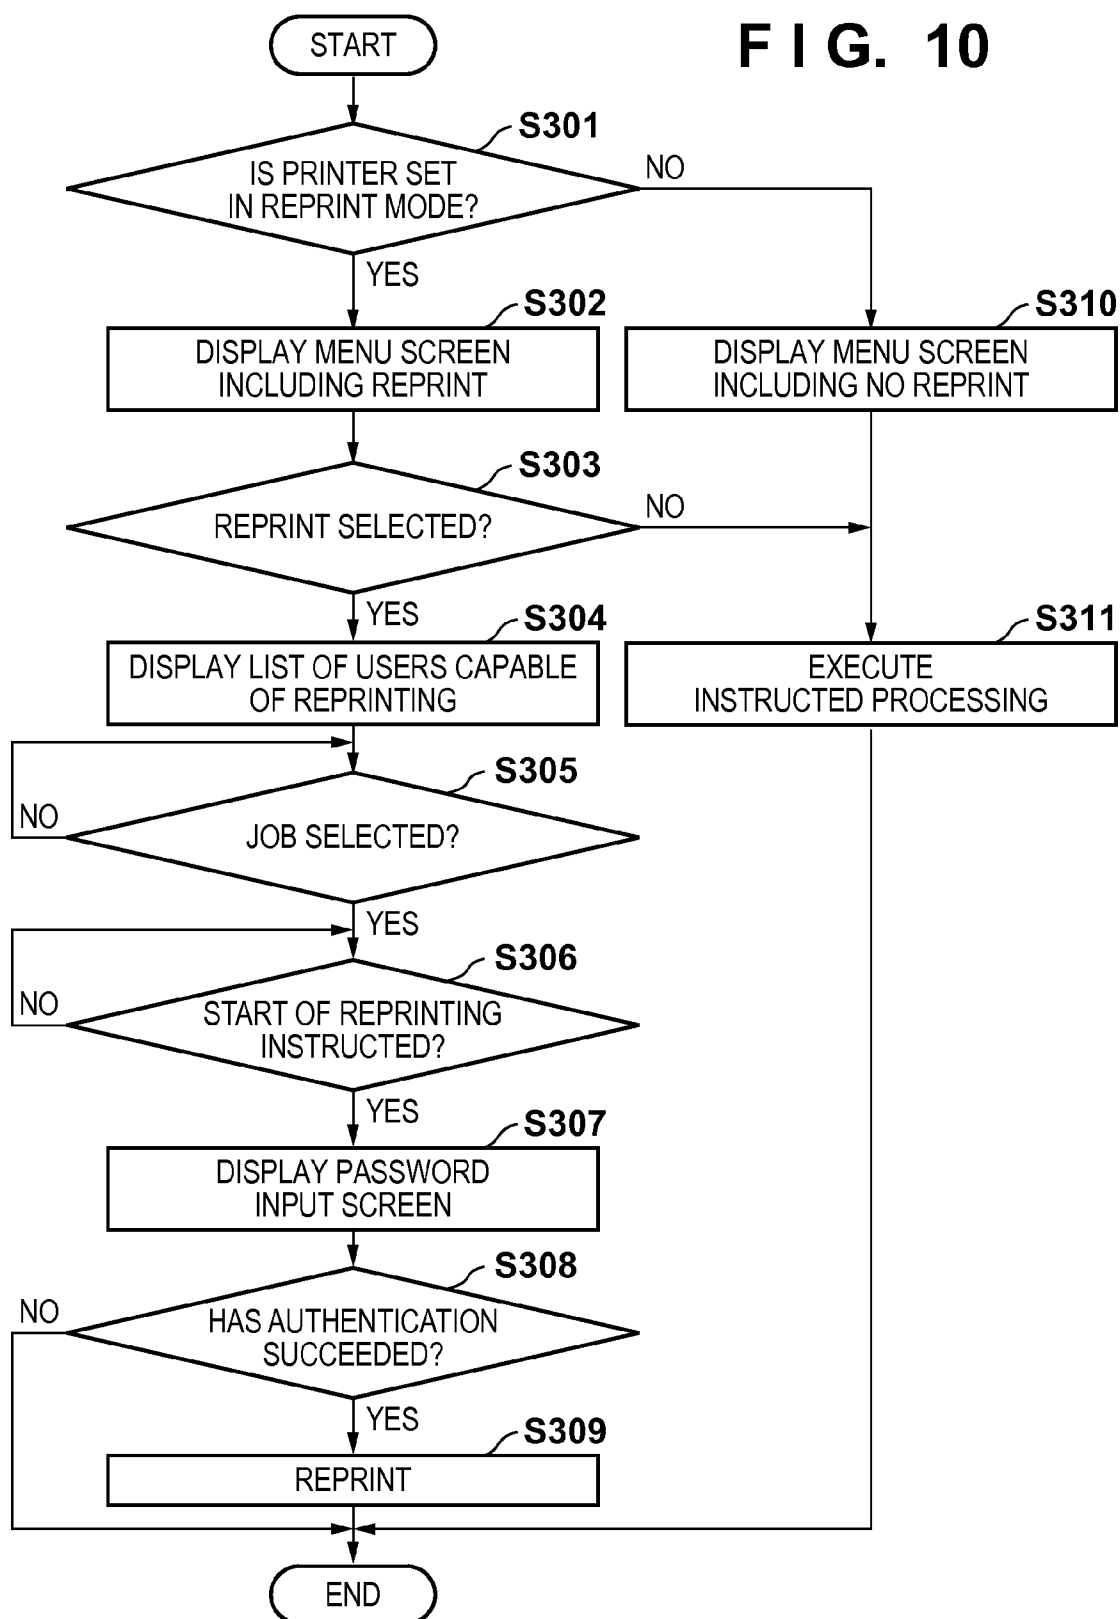 START
F I G. 10
S301
IS PRINTER SET
IN REPRINT MODE?
NO
YES
S302
DISPLAY MENU SCREEN
INCLUDING REPRINT
S310
DISPLAY MENU SCREEN
INCLUDING NO REPRINT
S303
REPRINT SELECTED?
NO
YES
S304
DISPLAY LIST OF USERS CAPABLE
OF REPRINTING
S311
EXECUTE
INSTRUCTED PROCESSING
S305
JOB SELECTED?
NO
YES
S306
START OF REPRINTING
INSTRUCTED?
NO
YES
S307
DISPLAY PASSWORD
INPUT SCREEN
S308
HAS AUTHENTICATION
SUCCEEDED?
NO
YES
S309
REPRINT
END